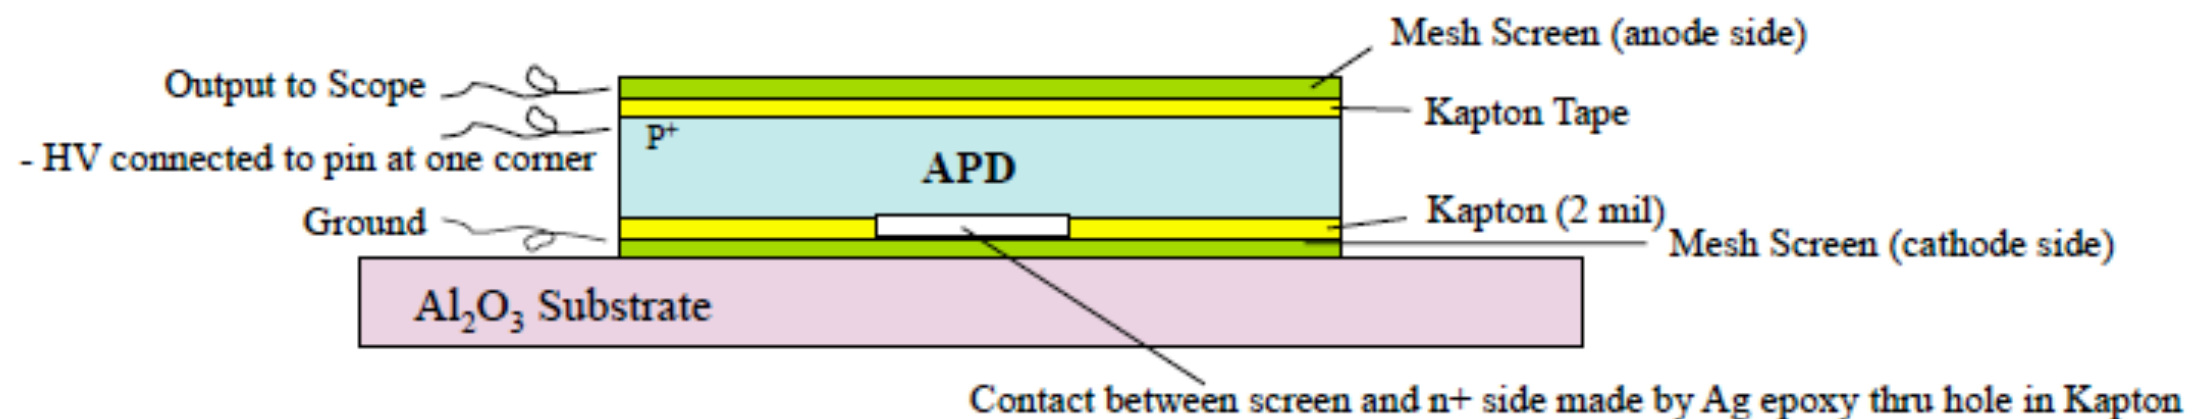 Mesh Screen (anode side)
Output to Scope
Kapton Tape
P+
- HV connected to pin at one corner
APD
Ground
Kapton (2 mil)
Mesh Screen (cathode side)
Al2O3 Substrate
Contact between screen and n+ side made by Ag epoxy thru hole in Kapton